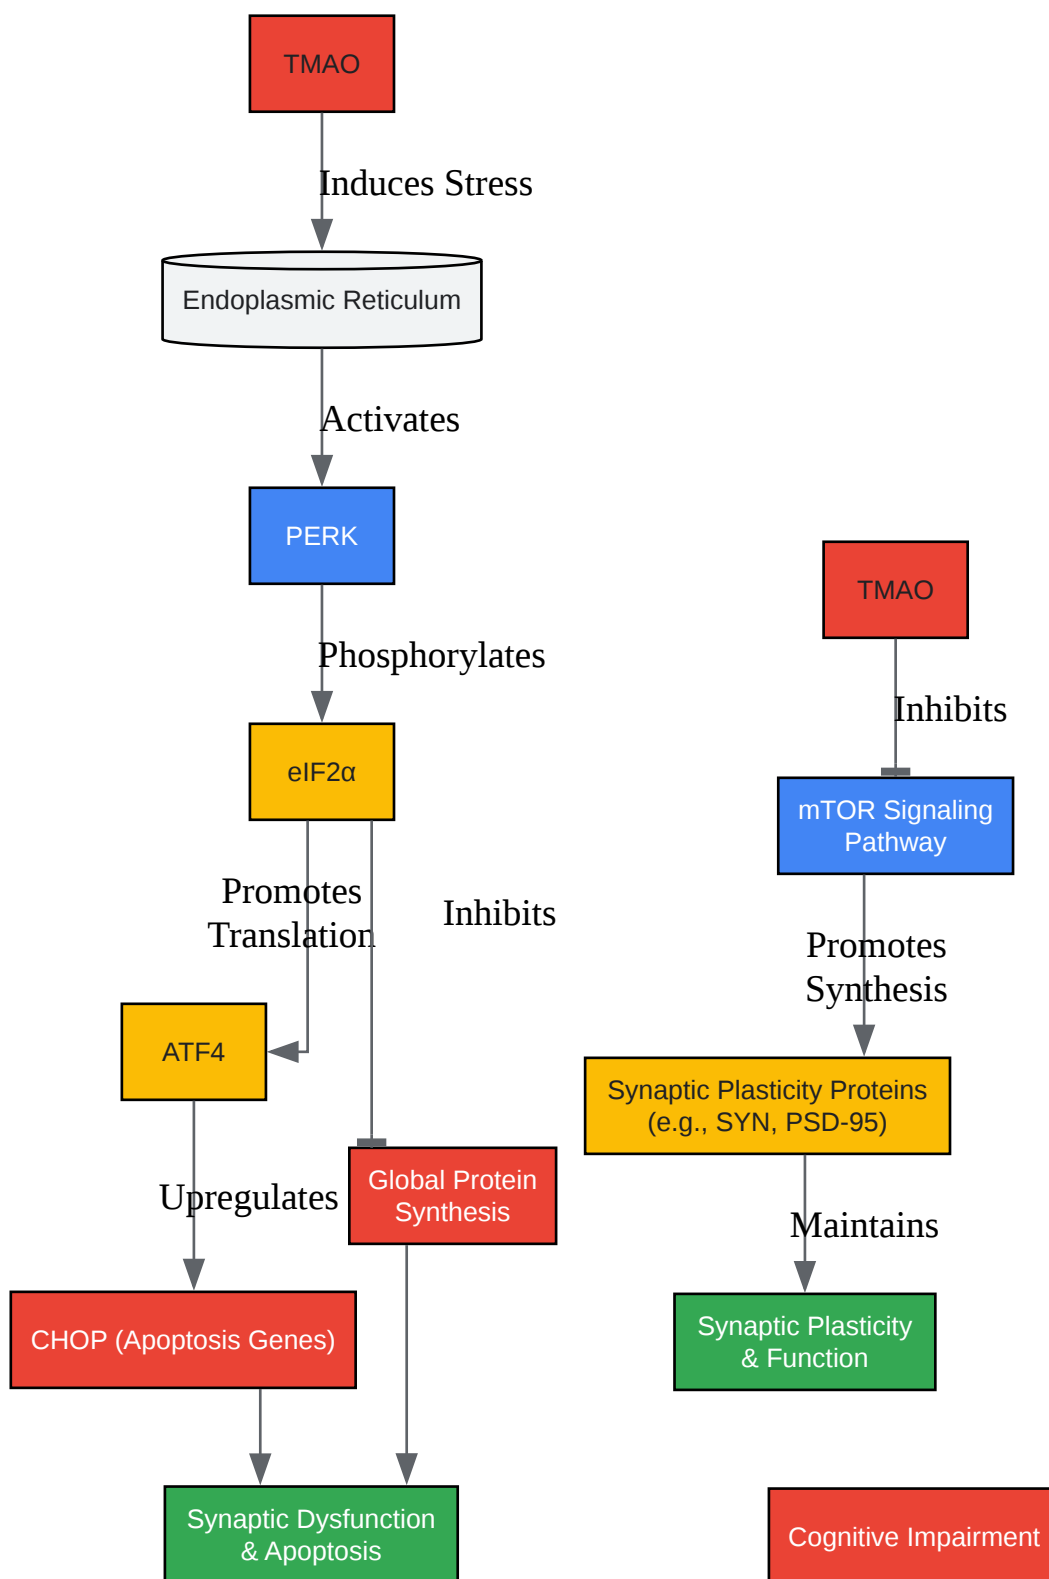 TMAO
Induces Stress
Endoplasmic Reticulum
Activates
PERK
Phosphorylates
eIF2α
Promotes
Translation
Inhibits
ATF4
Upregulates
Global Protein
Synthesis
CHOP (Apoptosis Genes)
Synaptic Dysfunction
& Apoptosis
TMAO
Inhibits
mTOR Signaling
Pathway
Promotes
Synthesis
Synaptic Plasticity Proteins
(e.g., SYN, PSD-95)
Maintains
Synaptic Plasticity
& Function
Cognitive Impairment